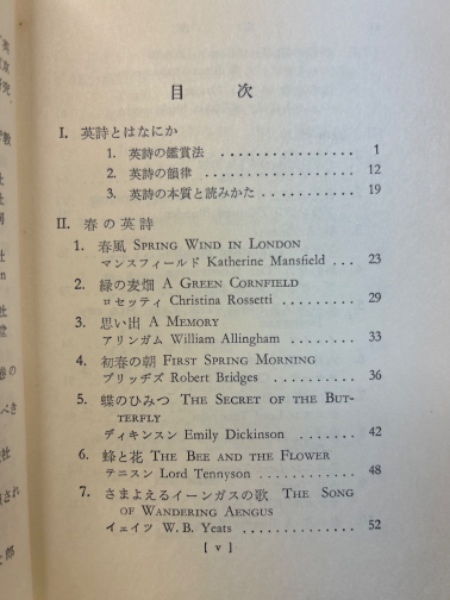 目次
I. 英詩とはなにか
1. 英詩の鑑賞法 ................ 1
2. 英詩の韻律 ................ 12
3. 英詩の本質と読みかた ............ 19
II. 春の英詩
1. 春風 SPRING WIND IN LONDON
マンスフィールド Katherine Mansfield .... 23
2. 緑の麦畑 A GREEN CORNFIELD
ロセッティ Christina Rossetti ......... 29
3. 思い出 A MEMORY
アリンガム William Allingham ........ 33
4. 初春の朝 FIRST SPRING MORNING
ブリッヂズ Robert Bridges .......... 36
5. 蝶のひみつ THE SECRET OF THE BUT-
TERFLY
ディキンスン Emily Dickinson ....... 42
6. 蜂と花 THE BEE AND THE FLOWER
テニスン Lord Tennyson ........... 48
7. さまよえるイーンガスの歌 THE SONG
OF WANDERING AENGUS
イェイツ W. B. Yeats ............. 52
[ v ]